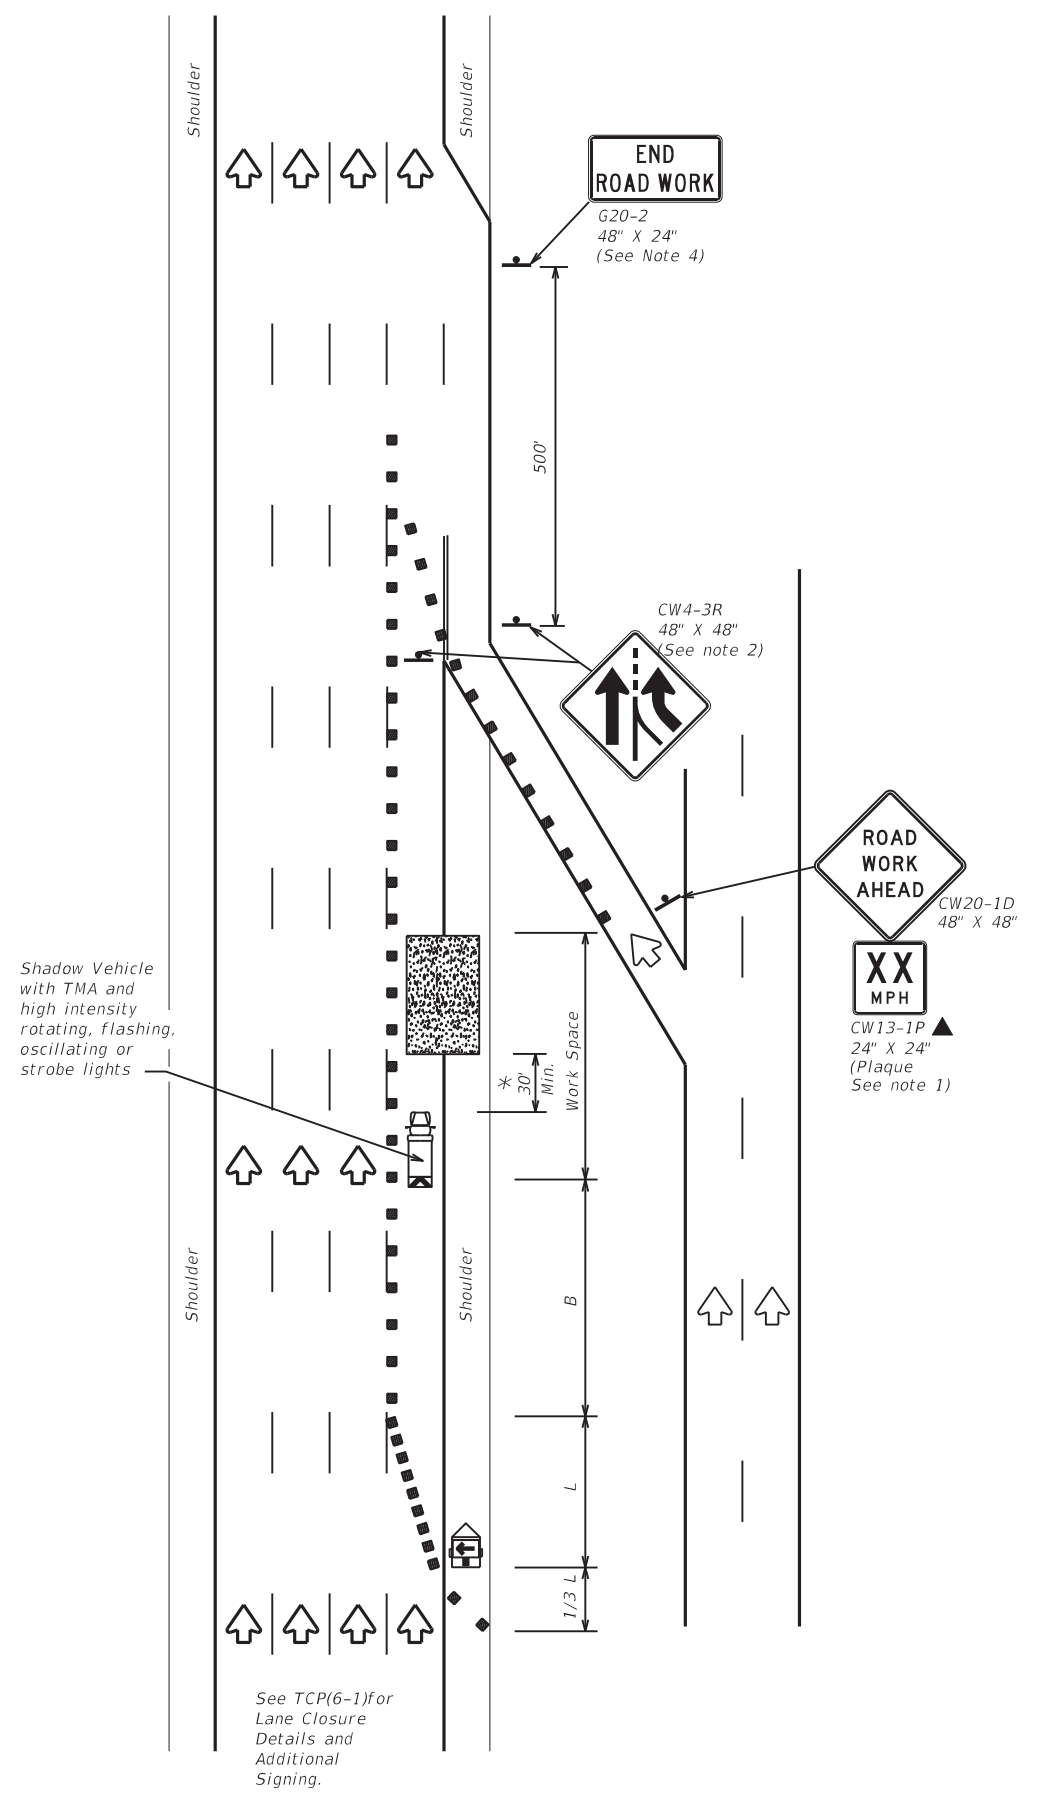 Shoulder
Shoulder
END
ROAD WORK
G20-2
48" X 24"
(See Note 4)
500'
CW4-3R
48" X 48"
(See note 2)
ROAD
WORK
AHEAD
CW20-1D
48" X 48"
XX
MPH
CW13-1P
24" X 24"
(Plaque
See note 1)
Shadow Vehicle
with TMA and
high intensity
rotating, flashing,
oscillating or
strobe lights
* 30'
Min.
Work Space
Shoulder
Shoulder
B
L
1/3 L
See TCP(6-1)for
Lane Closure
Details and
Additional
Signing.